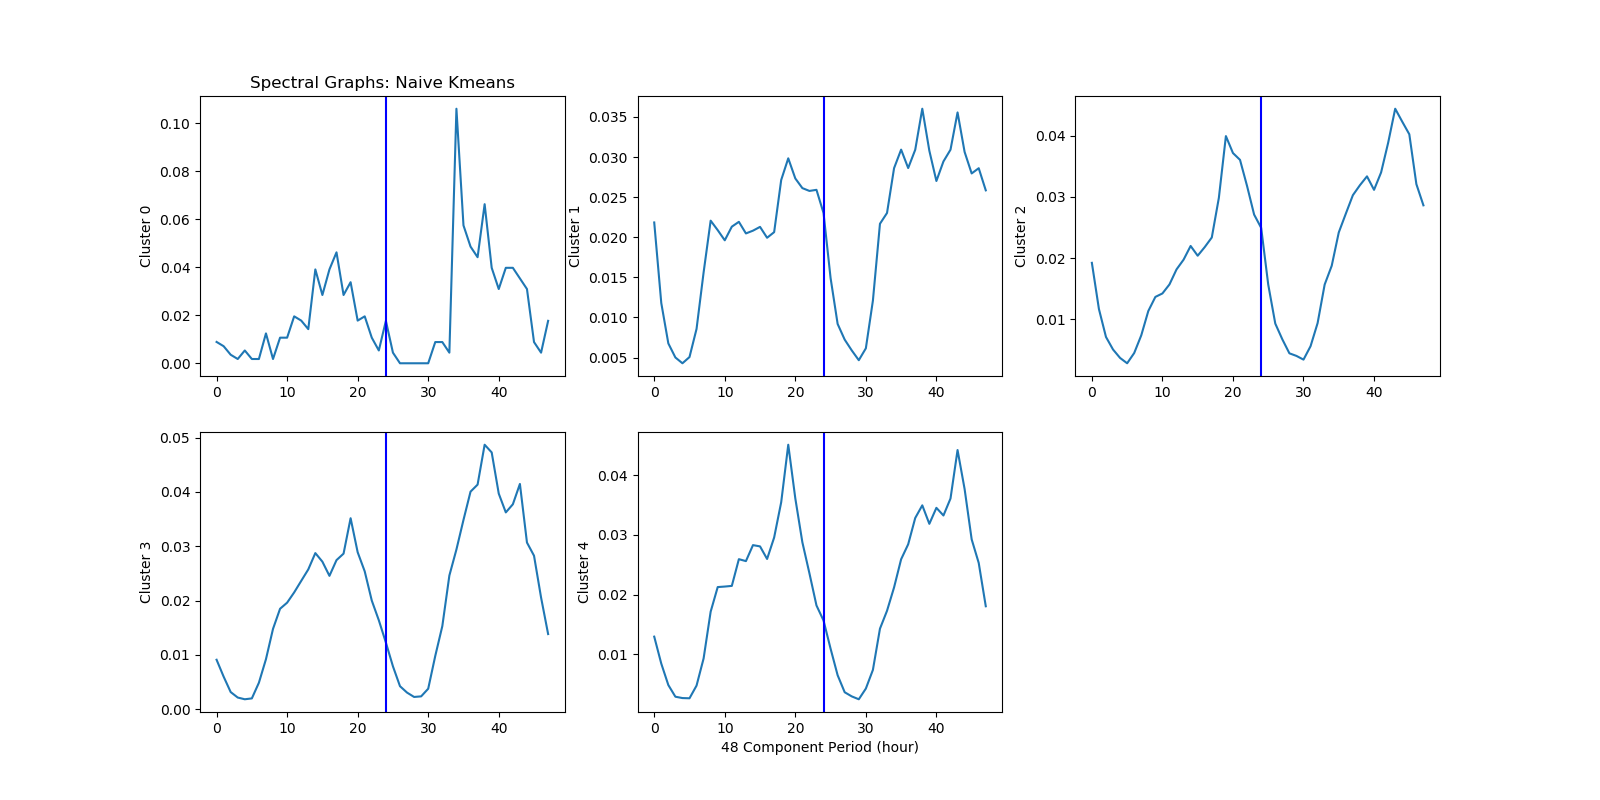 Spectral Graphs: Naive Kmeans
Cluster 0
0.10
0.08
0.06
0.04
0.02
0.00
0 10 20 30 40
Cluster 1
0.035
0.030
0.025
0.020
0.015
0.010
0.005
0 10 20 30 40
Cluster 2
0.04
0.03
0.02
0.01
0 10 20 30 40
Cluster 3
0.05
0.04
0.03
0.02
0.01
0.00
0 10 20 30 40
Cluster 4
0.04
0.03
0.02
0.01
0 10 20 30 40
48 Component Period (hour)